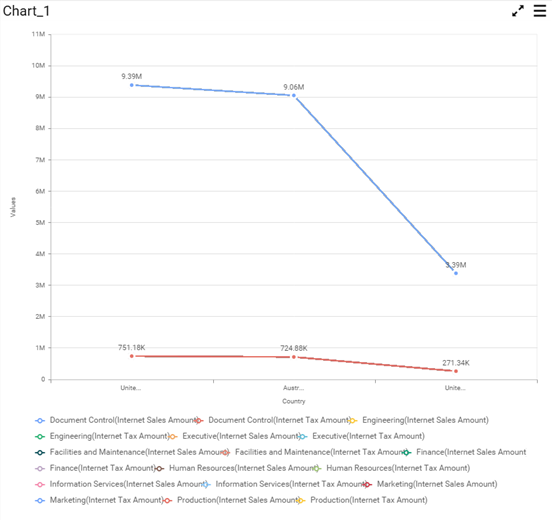 Chart_1
11M
10M
9.39M
9.06M
9M
8M
7M
6M
Values
5M
4M
3.39M
3M
2M
1M
751.18K
724.88K
271.34K
0
Unite... Austr... Unite...
Country
Document Control(Internet Sales Amount) Document Control(Internet Tax Amount) Engineering(Internet Sales Amount)
Engineering(Internet Tax Amount) Executive(Internet Sales Amount) Executive(Internet Tax Amount)
Facilities and Maintenance(Internet Sales Amount) Facilities and Maintenance(Internet Tax Amount) Finance(Internet Sales Amount
Finance(Internet Tax Amount) Human Resources(Internet Sales Amount) Human Resources(Internet Tax Amount)
Information Services(Internet Sales Amount) Information Services(Internet Tax Amount) Marketing(Internet Sales Amount)
Marketing(Internet Tax Amount) Production(Internet Sales Amount) Production(Internet Tax Amount)